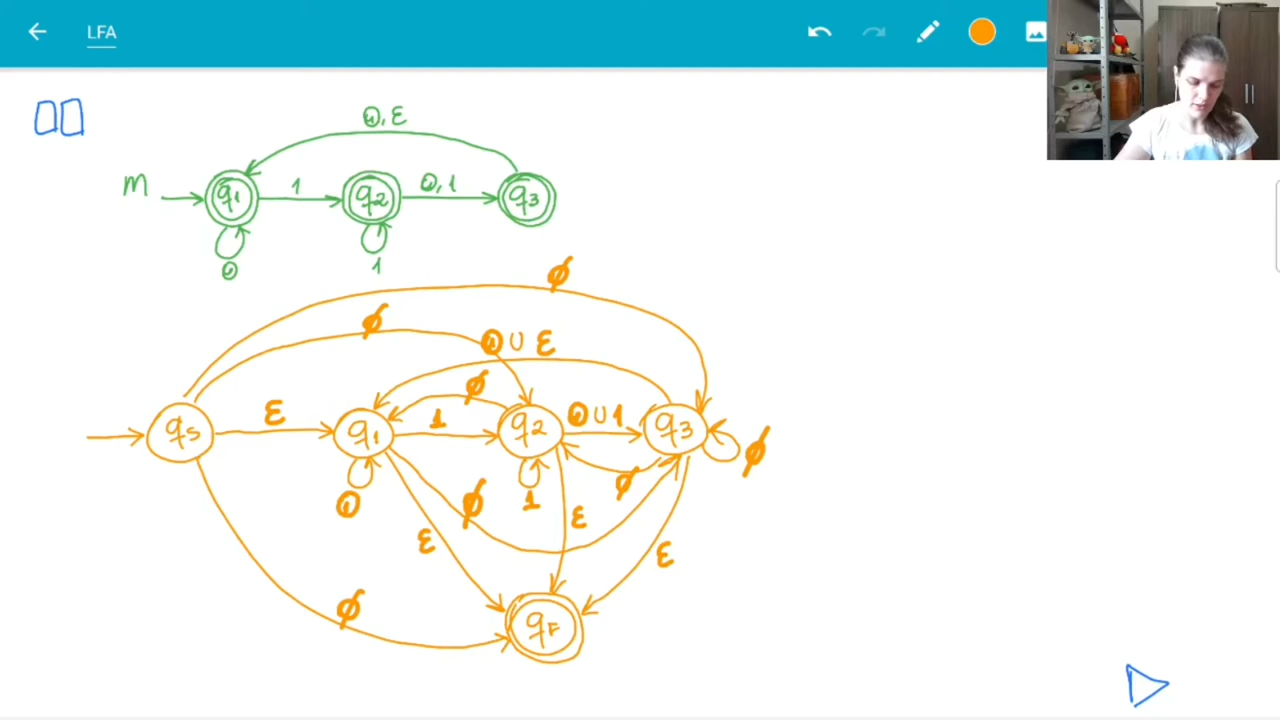 LFA
0, ε
M q1 1 q2 0, 1 q3
0 1
∅
∅
0 ∪ ε
∅
qs ε q1 1 q2 0 ∪ 1 q3 ∅
0 ∅ 1 ∅
ε ε ε
∅ qF